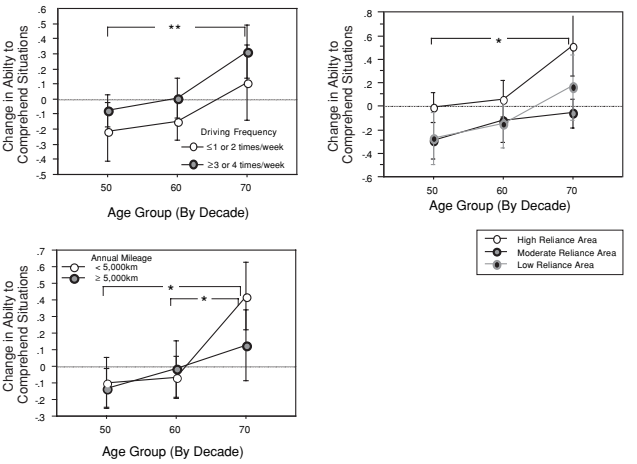 .6
.5
.4
.3
.2
.1
0
-.1
-.2
-.3
-.4
-.5
Change in Abilty to
Comprehend Situations
**
Driving Frequency
≤1 or 2 times/week
≥3 or 4 times/week
50
60
70
Age Group (By Decade)
.8
.6
.4
.2
0
-.2
-.4
-.6
Change in Abilty to
Comprehend Situations
*
50
60
70
Age Group (By Decade)
High Reliance Area
Moderate Reliance Area
Low Reliance Area
.7
.6
.5
.4
.3
.2
.1
0
-.1
-.2
-.3
Change in Abilty to
Comprehend Situations
Annual Mileage
< 5,000km
≥ 5,000km
*
*
50
60
70
Age Group (By Decade)